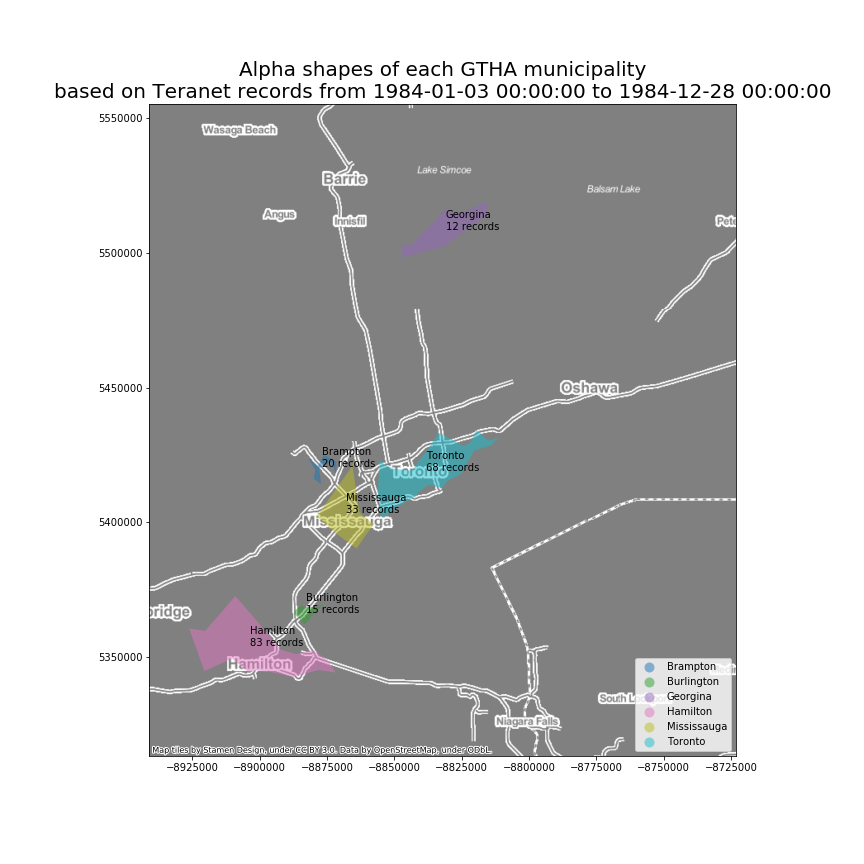 Alpha shapes of each GTHA municipality
based on Teranet records from 1984-01-03 00:00:00 to 1984-12-28 00:00:00
5550000
5500000
5450000
5400000
5350000
Wasaga Beach
Barrie
Lake Simcoe
Balsam Lake
Angus
Innisfil
Georgina
12 records
Oshawa
Brampton
20 records
Toronto
68 records
Toronto
Mississauga
33 records
Mississauga
Burlington
15 records
Hamilton
83 records
Hamilton
Niagara Falls
Brampton
Burlington
Georgina
Hamilton
Mississauga
Toronto
Map tiles by Stamen Design, under CC BY 3.0. Data by OpenStreetMap, under ODbL.
−8925000 −8900000 −8875000 −8850000 −8825000 −8800000 −8775000 −8750000 −8725000